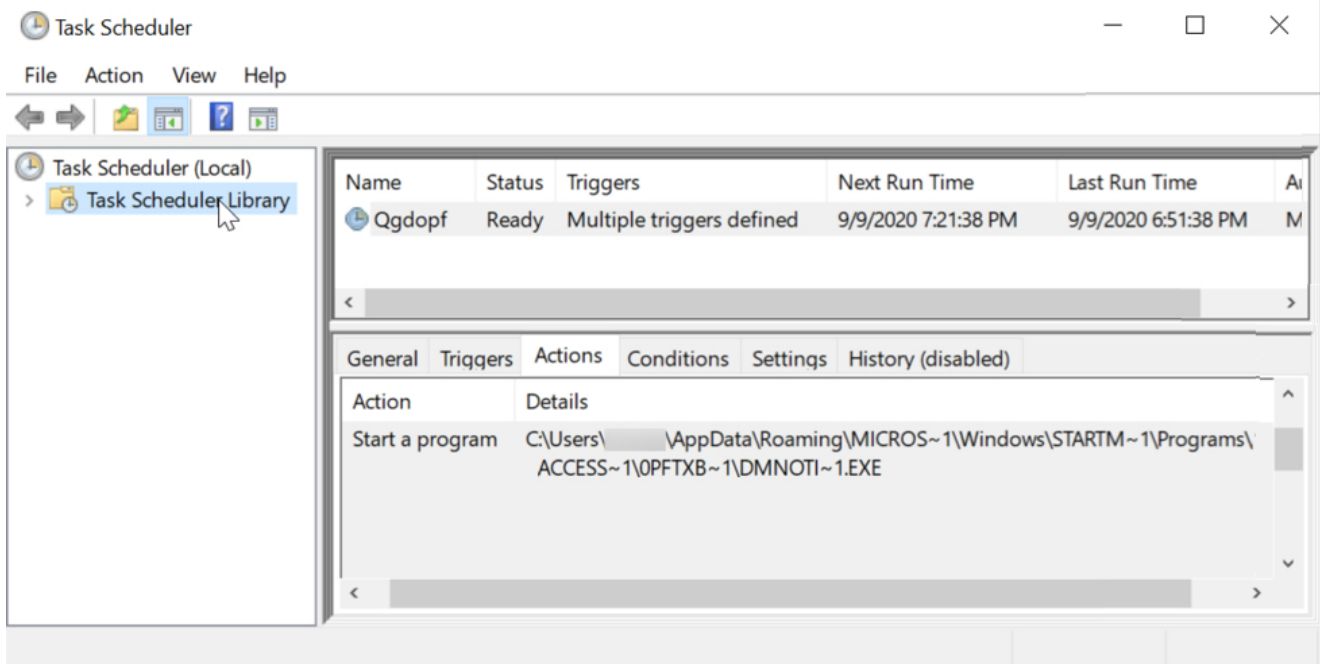 Task Scheduler
File Action View Help
Task Scheduler (Local)
Task Scheduler Library
Name Status Triggers Next Run Time Last Run Time
Qgdopf Ready Multiple triggers defined 9/9/2020 7:21:38 PM 9/9/2020 6:51:38 PM
General Triggers Actions Conditions Settings History (disabled)
Action Details
Start a program C:\Users\ \AppData\Roaming\MICROS~1\Windows\STARTM~1\Programs\
ACCESS~1\0PFTXB~1\DMNOTI~1.EXE